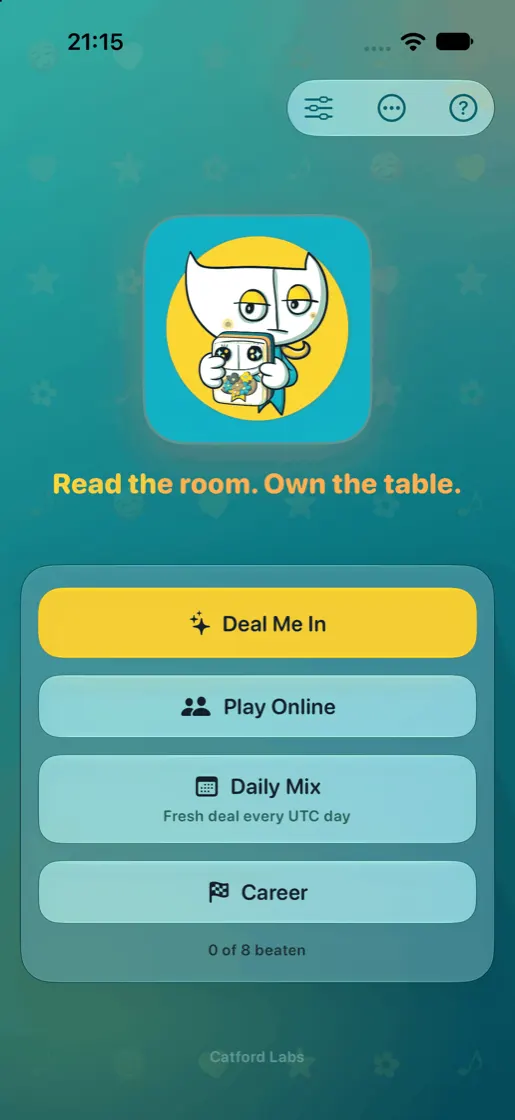 21:15
Read the room. Own the table.
Deal Me In
Play Online
Daily Mix
Fresh deal every UTC day
Career
0 of 8 beaten
Catford Labs